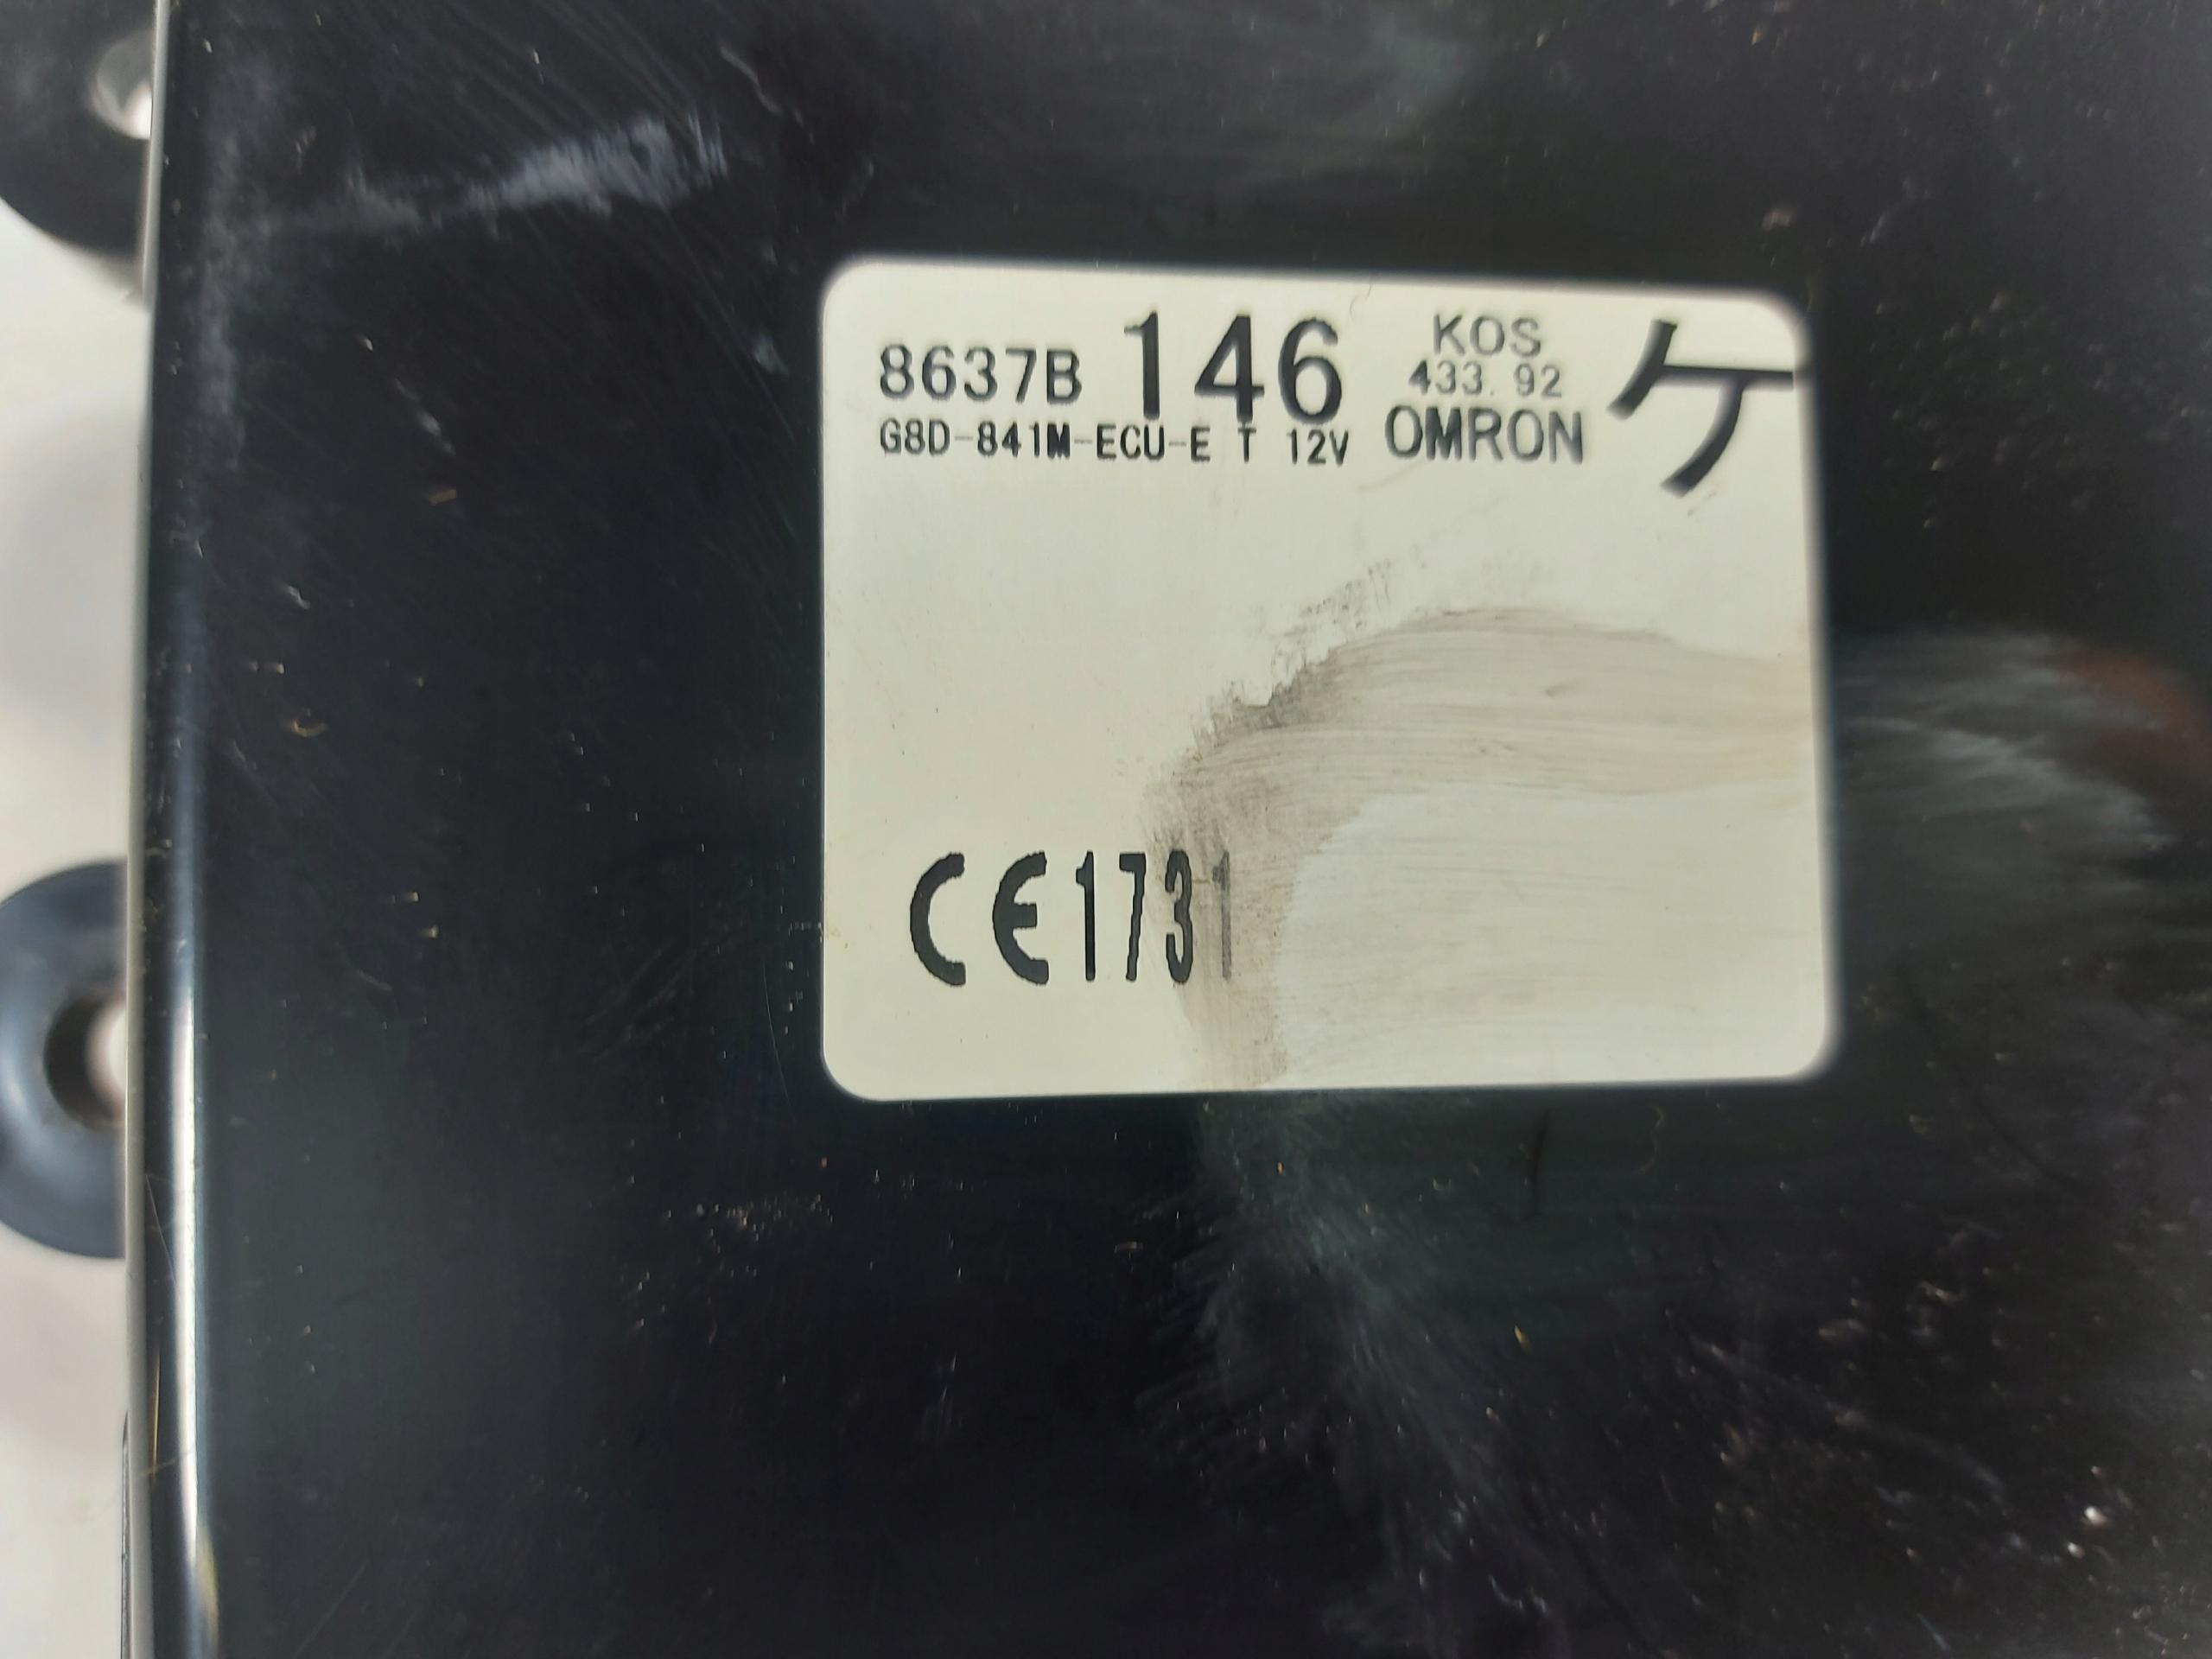 8637B 146 KOS ケ
433.92
G8D-841M-ECU-E T 12V OMRON
CE1731